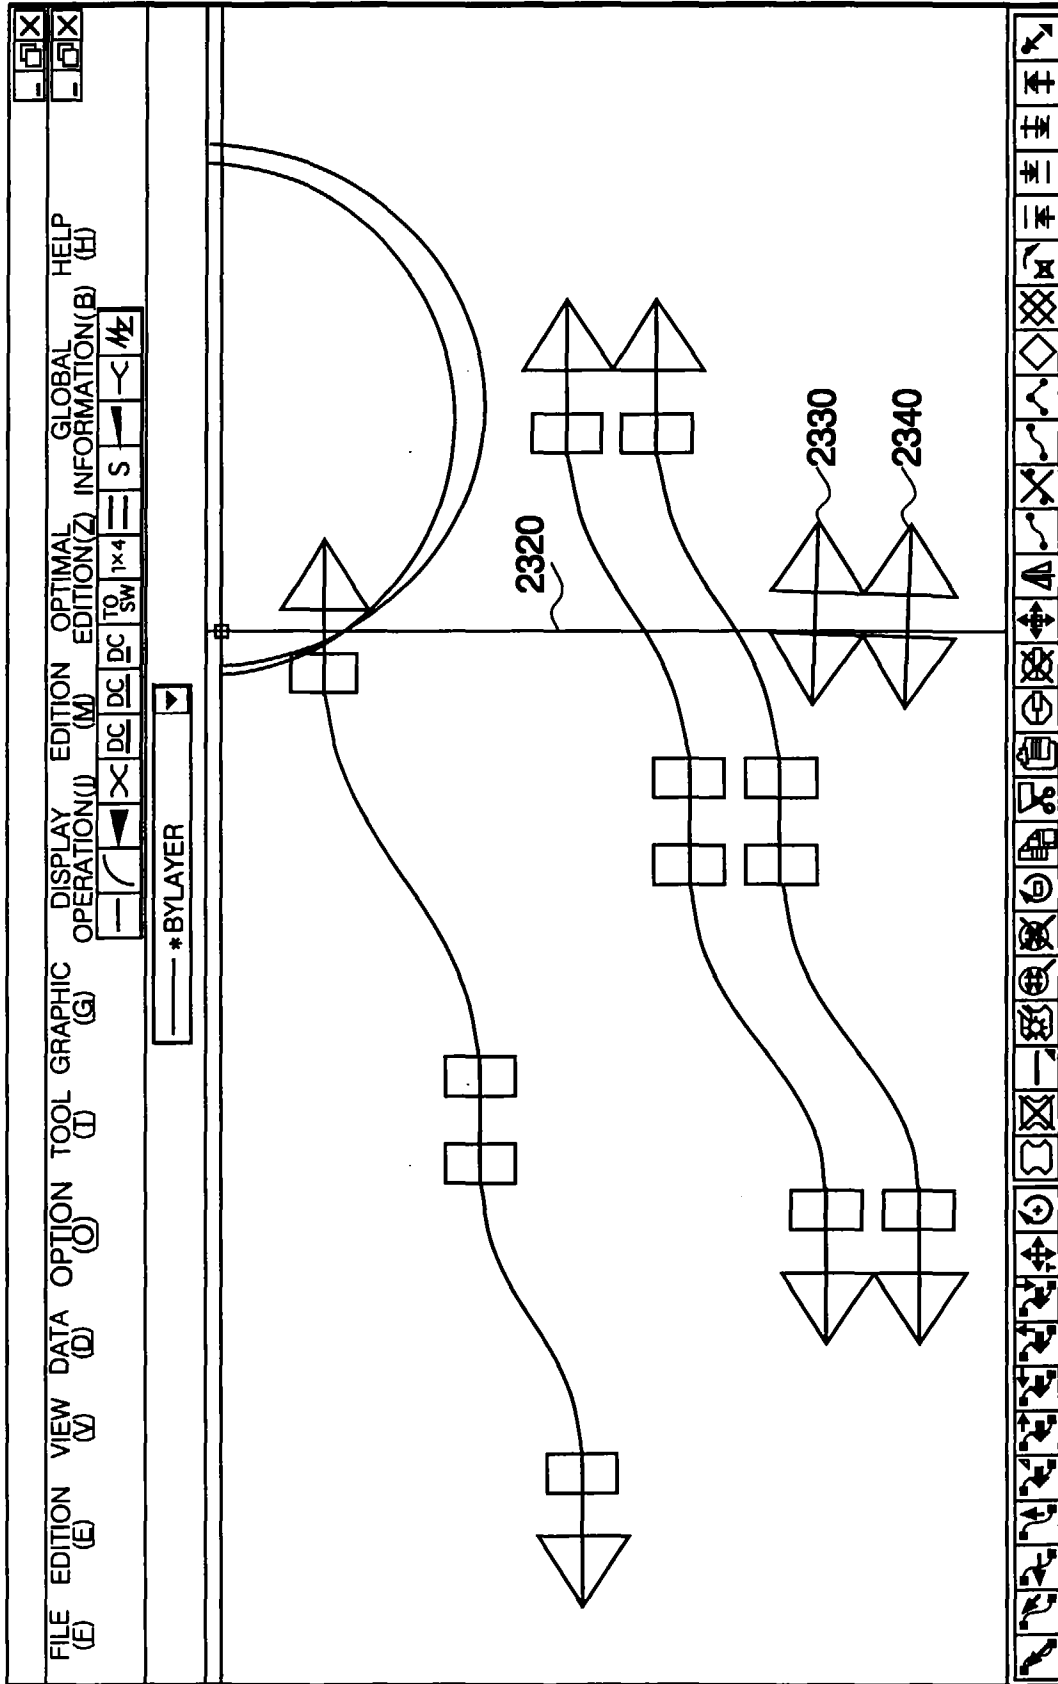 FILE EDITION VIEW DATA OPTION TOOL GRAPHIC DISPLAY EDITION OPTIMAL GLOBAL HELP
(F) (E) (V) (D) (O) (T) (G) OPERATION(J) (M) EDITION(Z) INFORMATION(B) (H)
DC DC DC TO SW 1×4 S
* BYLAYER
2320
2330
2340